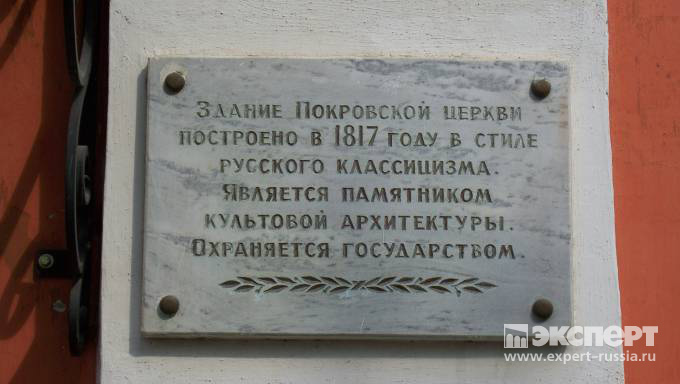 Здание Покровской церкви
построено в 1817 году в стиле
русского классицизма.
Является памятником
культовой архитектуры.
Охраняется государством.
ЭКСПЕРТ
www.expert-russia.ru